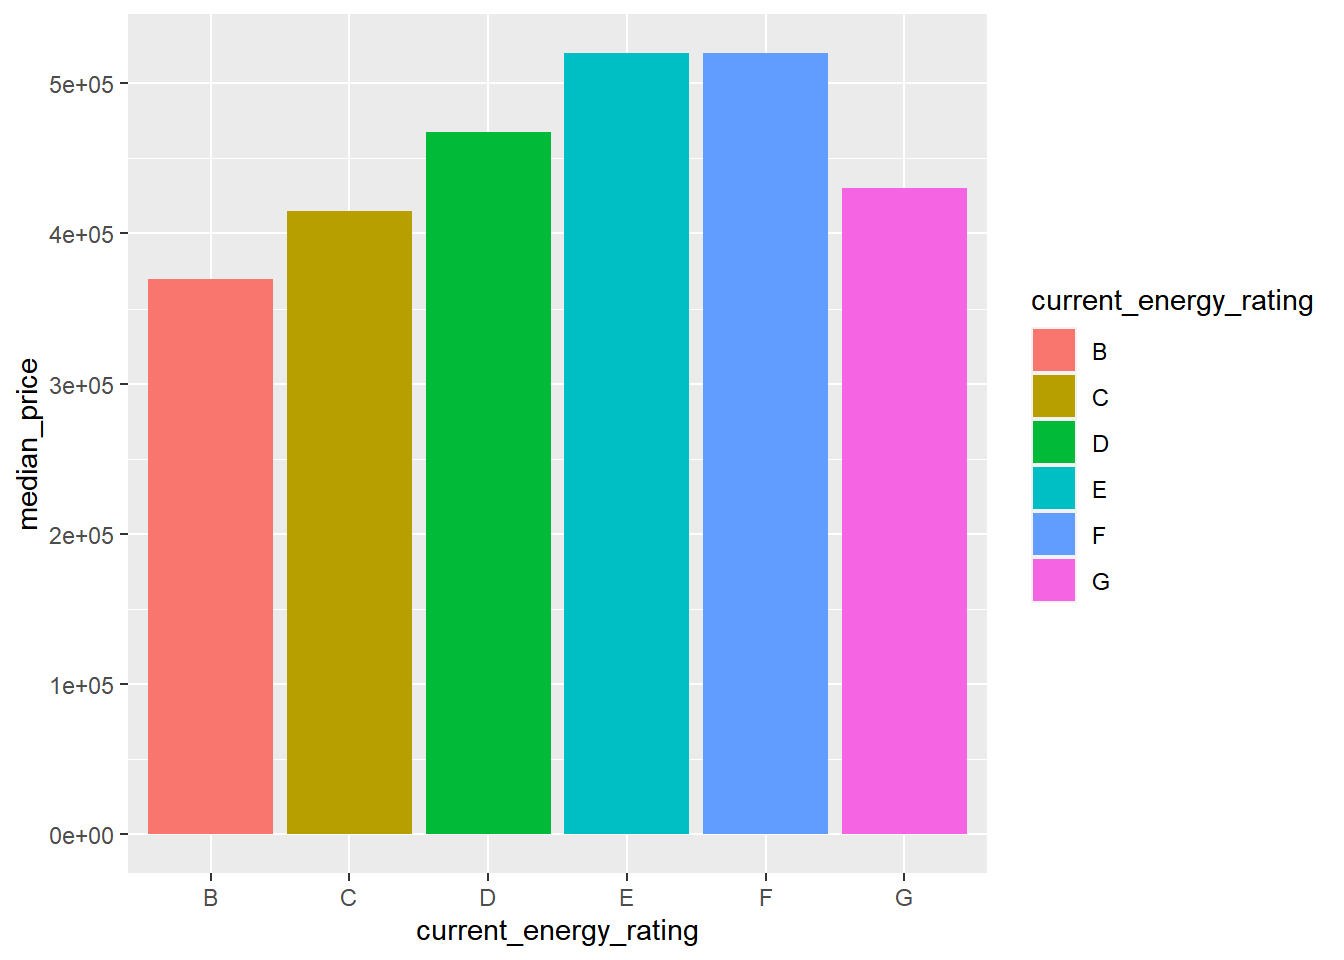 5e+05
4e+05
3e+05
2e+05
1e+05
0e+00
median_price
B C D E F G
current_energy_rating
current_energy_rating
B
C
D
E
F
G